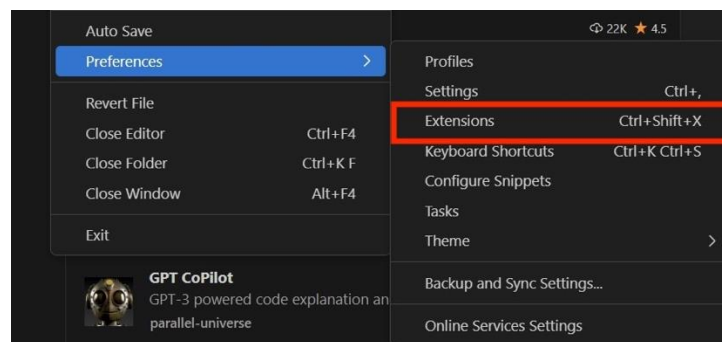 Auto Save
Preferences
Revert File
Close Editor Ctrl+F4
Close Folder Ctrl+K F
Close Window Alt+F4
Exit
GPT CoPilot
GPT-3 powered code explanation an
parallel-universe
22K ★ 4.5
Profiles
Settings Ctrl+,
Extensions Ctrl+Shift+X
Keyboard Shortcuts Ctrl+K Ctrl+S
Configure Snippets
Tasks
Theme
Backup and Sync Settings...
Online Services Settings